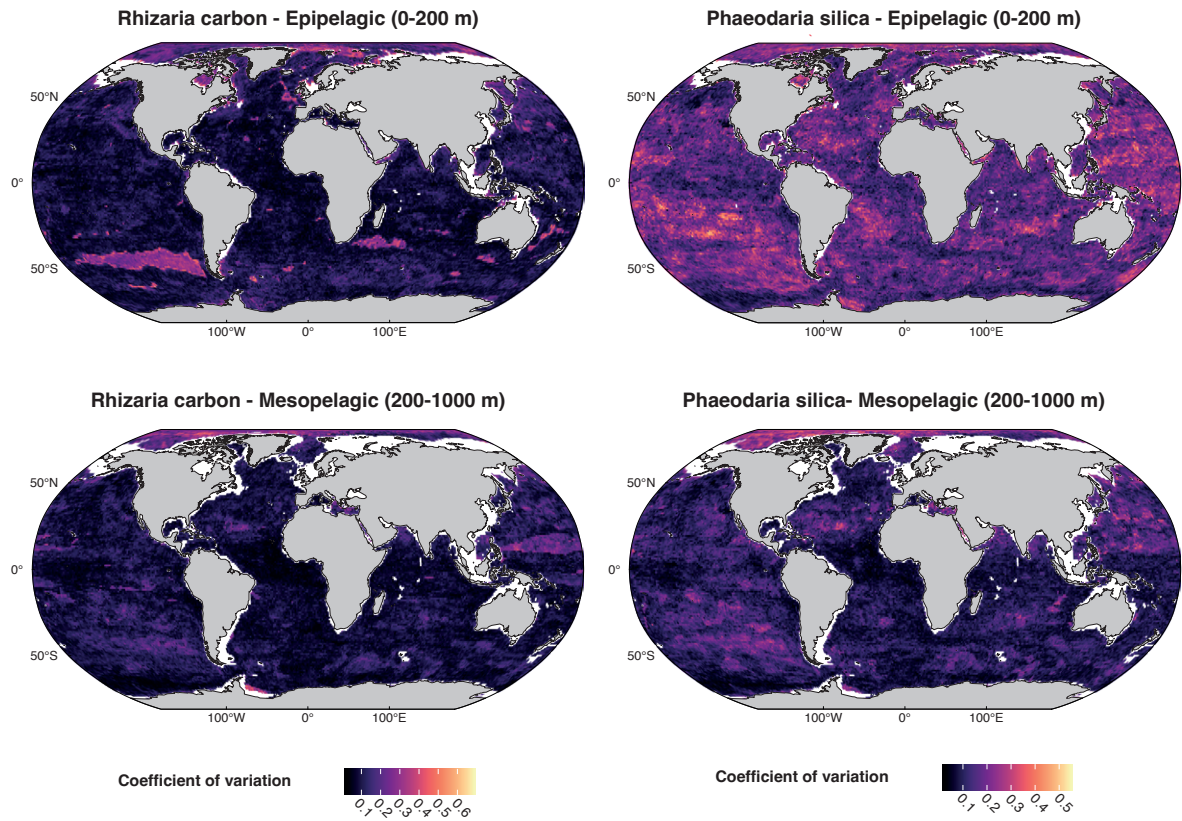 Rhizaria carbon - Epipelagic (0-200 m)
Phaeodaria silica - Epipelagic (0-200 m)
50°N
0°
50°S
100°W 0° 100°E
50°N
0°
50°S
100°W 0° 100°E
Rhizaria carbon - Mesopelagic (200-1000 m)
Phaeodaria silica- Mesopelagic (200-1000 m)
50°N
0°
50°S
100°W 0° 100°E
50°N
0°
50°S
100°W 0° 100°E
Coefficient of variation
0.1 0.2 0.3 0.4 0.5 0.6
Coefficient of variation
0.1 0.2 0.3 0.4 0.5